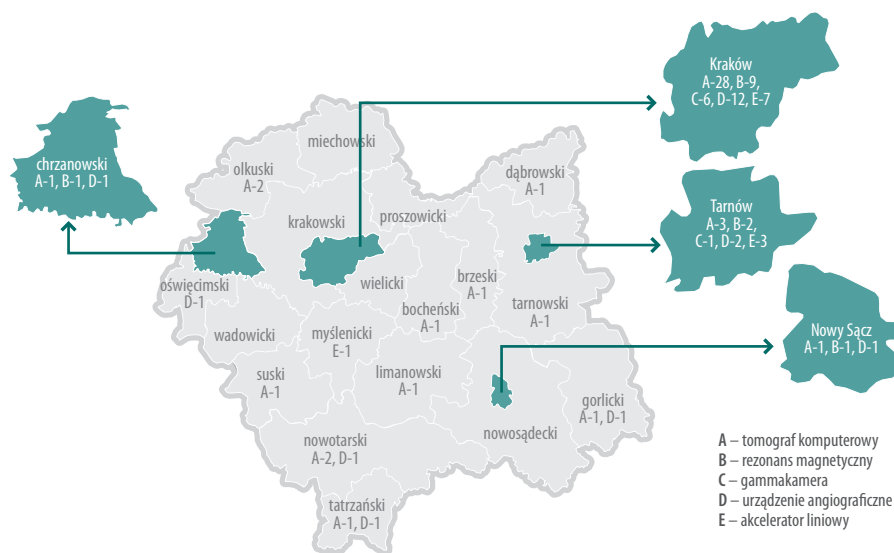 Kraków
A-28, B-9,
C-6, D-12, E-7
miechowski
chrzanowski
A-1, B-1, D-1
olkuski
A-2
dąbrowski
A-1
Tarnów
A-3, B-2,
C-1, D-2, E-3
krakowski
proszowicki
oświęcimski
D-1
wielicki
brzeski
A-1
bocheński
A-1
tarnowski
A-1
wadowicki
myślenicki
E-1
Nowy Sącz
A-1, B-1, D-1
suski
A-1
limanowski
A-1
gorlicki
A-1, D-1
nowotarski
A-2, D-1
nowosądecki
tatrzański
A-1, D-1
A – tomograf komputerowy
B – rezonans magnetyczny
C – gammakamera
D – urządzenie angiograficzne
E – akcelerator liniowy